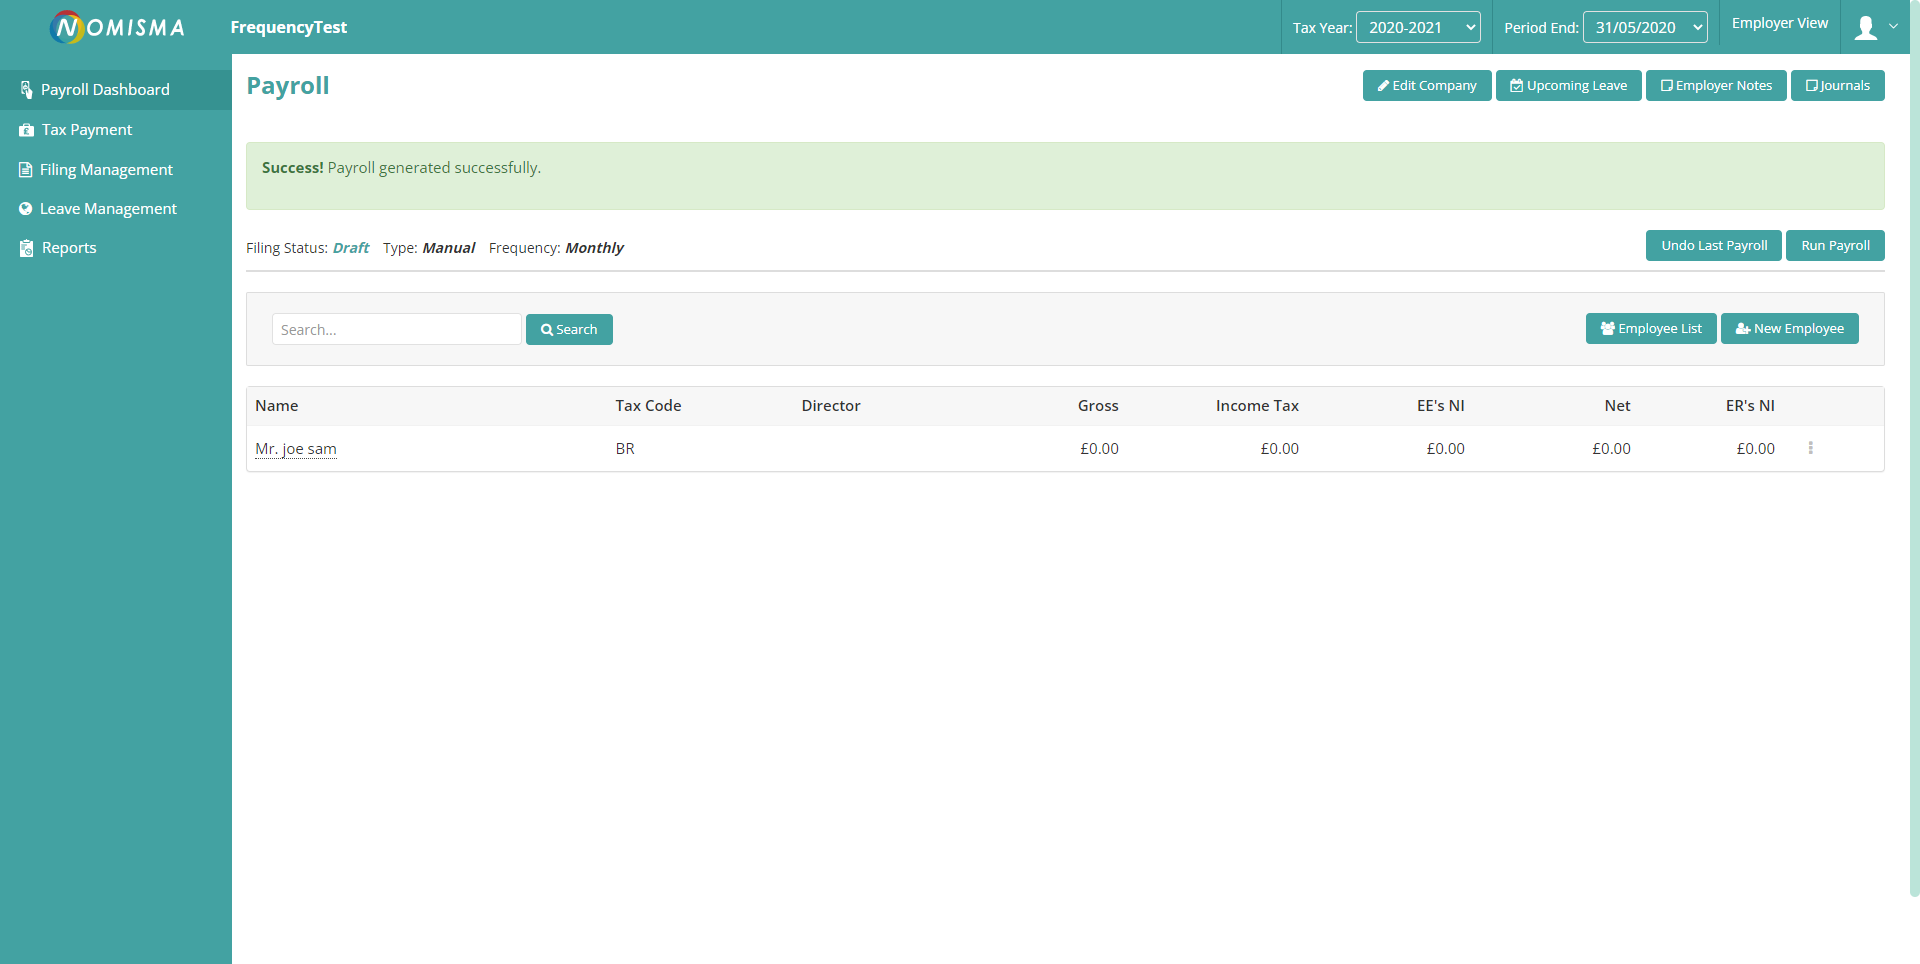 NOMISMA FrequencyTest Tax Year: 2020-2021 Period End: 31/05/2020 Employer View
Payroll Dashboard
Tax Payment
Filing Management
Leave Management
Reports
Payroll Edit Company Upcoming Leave Employer Notes Journals
Success! Payroll generated successfully.
Filing Status: Draft Type: Manual Frequency: Monthly Undo Last Payroll Run Payroll
Search... Search Employee List New Employee
Name Tax Code Director Gross Income Tax EE's NI Net ER's NI
Mr. joe sam BR £0.00 £0.00 £0.00 £0.00 £0.00